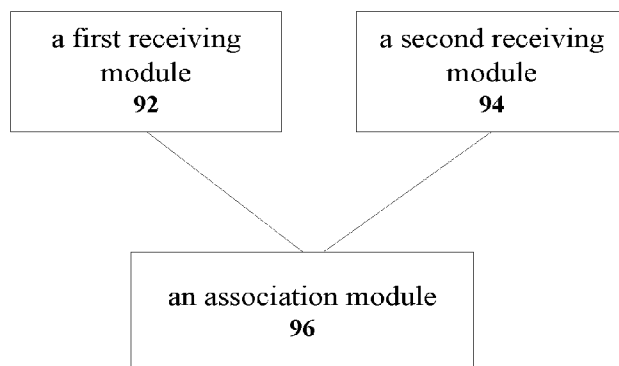 a first receiving
module
92
a second receiving
module
94
an association module
96